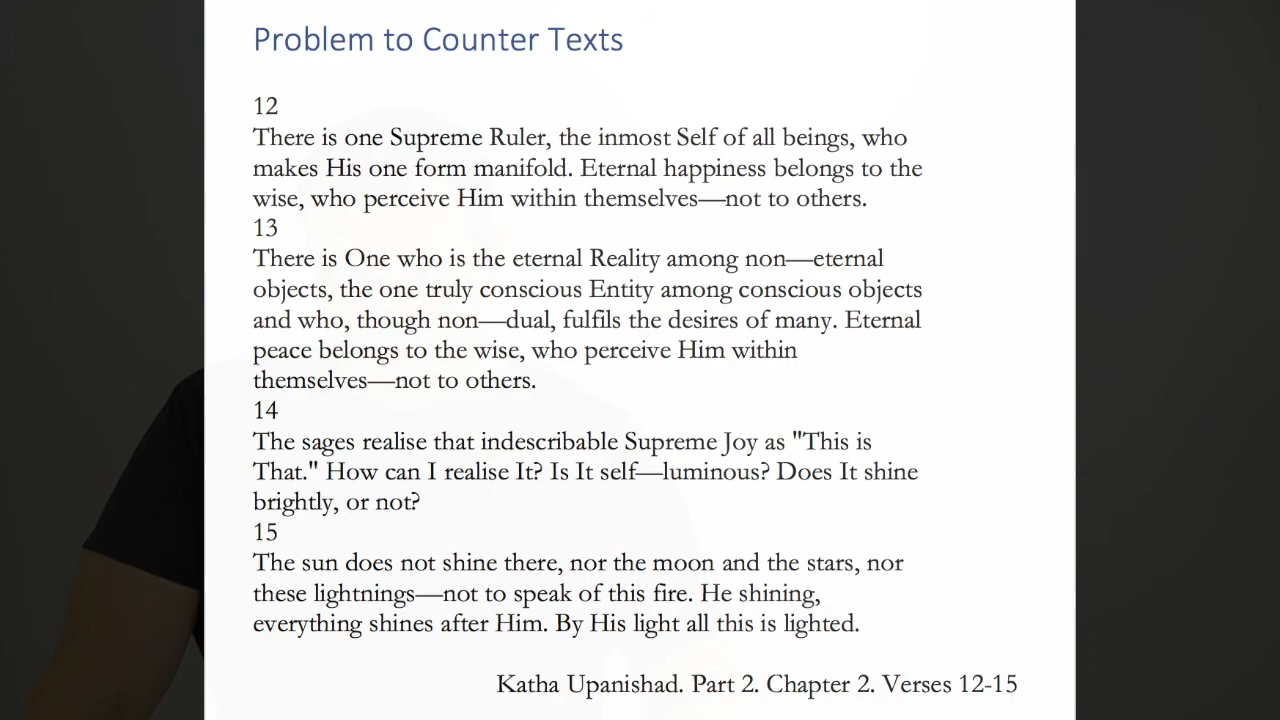 Problem to Counter Texts
12
There is one Supreme Ruler, the inmost Self of all beings, who
makes His one form manifold. Eternal happiness belongs to the
wise, who perceive Him within themselves—not to others.
13
There is One who is the eternal Reality among non—eternal
objects, the one truly conscious Entity among conscious objects
and who, though non—dual, fulfils the desires of many. Eternal
peace belongs to the wise, who perceive Him within
themselves—not to others.
14
The sages realise that indescribable Supreme Joy as "This is
That." How can I realise It? Is It self—luminous? Does It shine
brightly, or not?
15
The sun does not shine there, nor the moon and the stars, nor
these lightnings—not to speak of this fire. He shining,
everything shines after Him. By His light all this is lighted.
Katha Upanishad. Part 2. Chapter 2. Verses 12-15